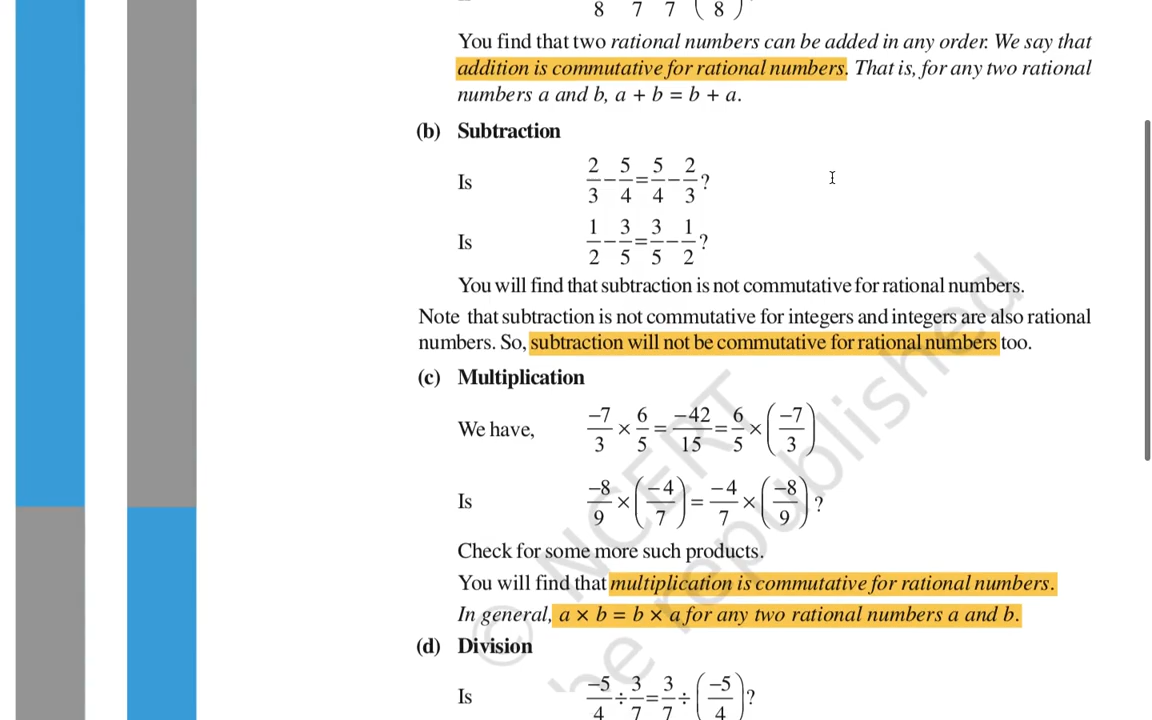 8 7 7 ( 8 )
You find that two rational numbers can be added in any order. We say that
addition is commutative for rational numbers. That is, for any two rational
numbers a and b, a + b = b + a.
(b) Subtraction
Is 2/3 − 5/4 = 5/4 − 2/3 ?
Is 1/2 − 3/5 = 3/5 − 1/2 ?
You will find that subtraction is not commutative for rational numbers.
Note that subtraction is not commutative for integers and integers are also rational
numbers. So, subtraction will not be commutative for rational numbers too.
(c) Multiplication
We have, −7/3 × 6/5 = −42/15 = 6/5 × (−7/3)
Is −8/9 × (−4/7) = −4/7 × (−8/9) ?
Check for some more such products.
You will find that multiplication is commutative for rational numbers.
In general, a × b = b × a for any two rational numbers a and b.
(d) Division
Is −5/4 ÷ 3/7 = 3/7 ÷ (−5/4) ?
© NCERT
be republished